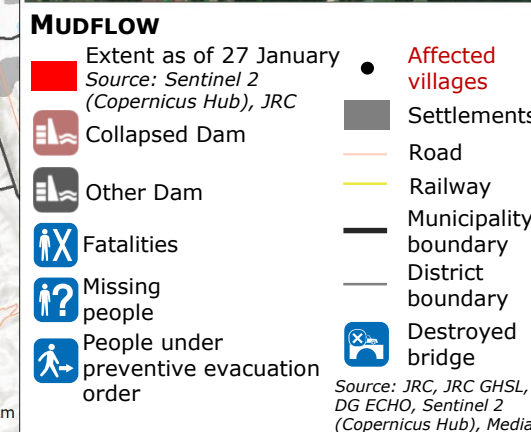 MUDFLOW
Extent as of 27 January
Source: Sentinel 2
(Copernicus Hub), JRC
Collapsed Dam
Other Dam
Fatalities
Missing
people
People under
preventive evacuation
order
Affected
villages
Settlements
Road
Railway
Municipality
boundary
District
boundary
Destroyed
bridge
Source: JRC, JRC GHSL,
DG ECHO, Sentinel 2
(Copernicus Hub), Media
m